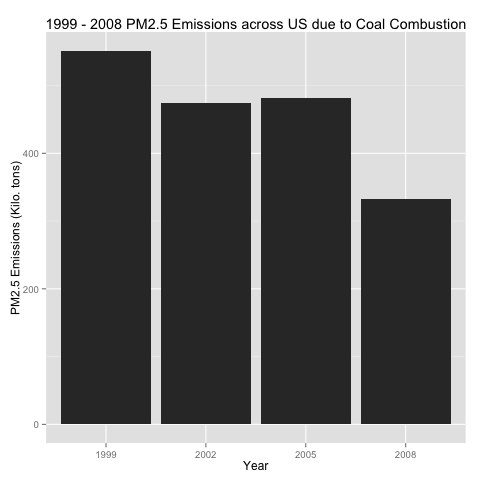 1999 - 2008 PM2.5 Emissions across US due to Coal Combustion
PM2.5 Emissions (Kilo. tons)
400
200
0
1999 2002 2005 2008
Year